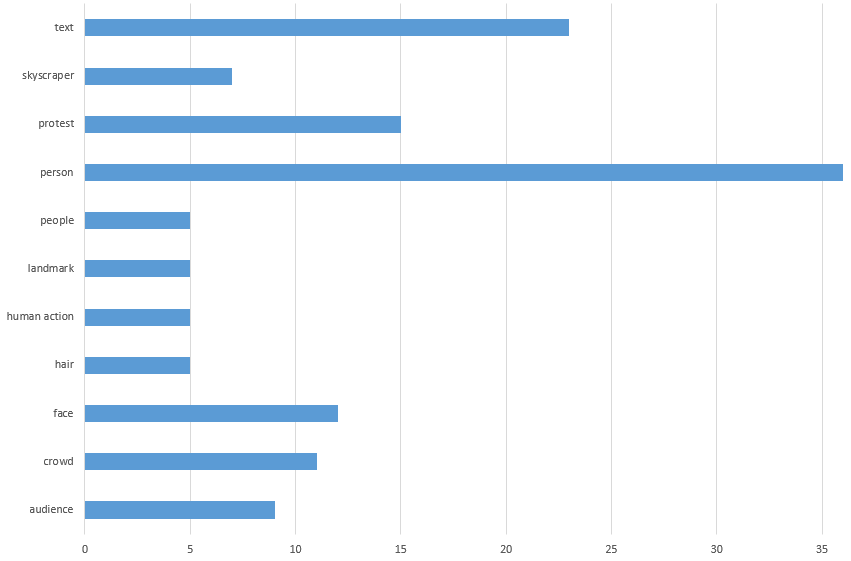 text
skyscraper
protest
person
people
landmark
human action
hair
face
crowd
audience
0 5 10 15 20 25 30 35